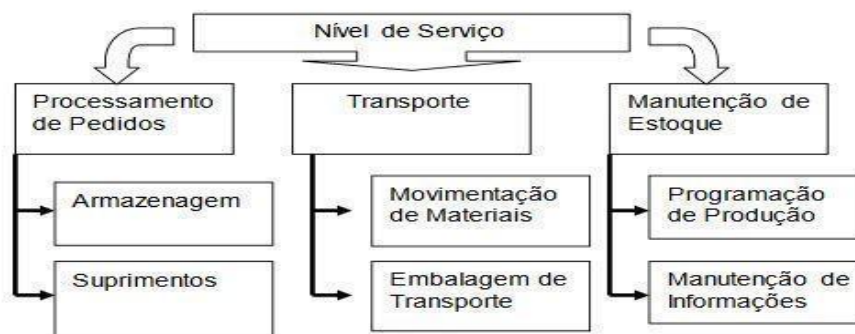 Nível de Serviço
Processamento
de Pedidos
Transporte
Manutenção de
Estoque
Armazenagem
Movimentação
de Materiais
Programação
de Produção
Suprimentos
Embalagem de
Transporte
Manutenção de
Informações